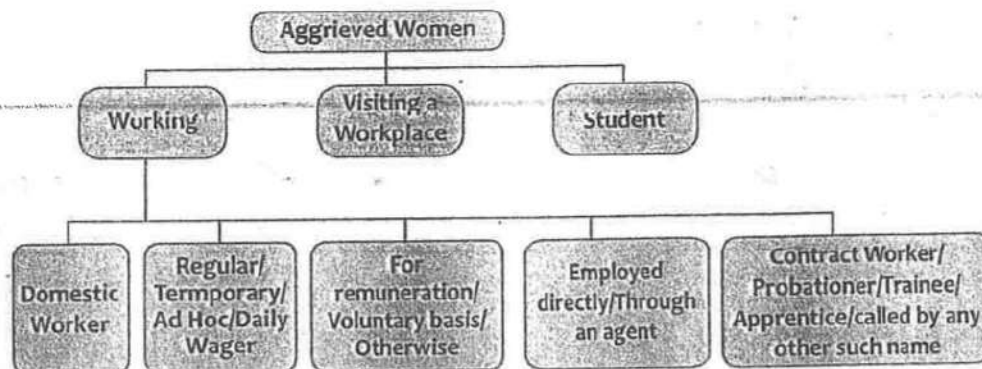 Aggrieved Women
Working
Visiting a
Workplace
Student
Domestic
Worker
Regular/
Termporary/
Ad Hoc/Daily
Wager
For
remuneration/
Voluntary basis/
Otherwise
Employed
directly/Through
an agent
Contract Worker/
Probationer/Trainee/
Apprentice/called by any
other such name